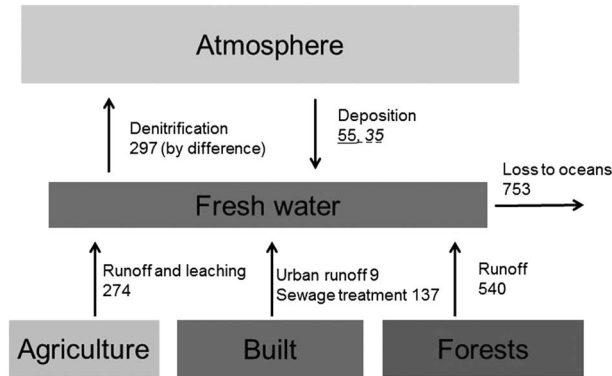 Atmosphere
Denitrification
297 (by difference)
Deposition
55, 35
Fresh water
Loss to oceans
753
Runoff and leaching
274
Urban runoff 9
Sewage treatment 137
Runoff
540
Agriculture
Built
Forests